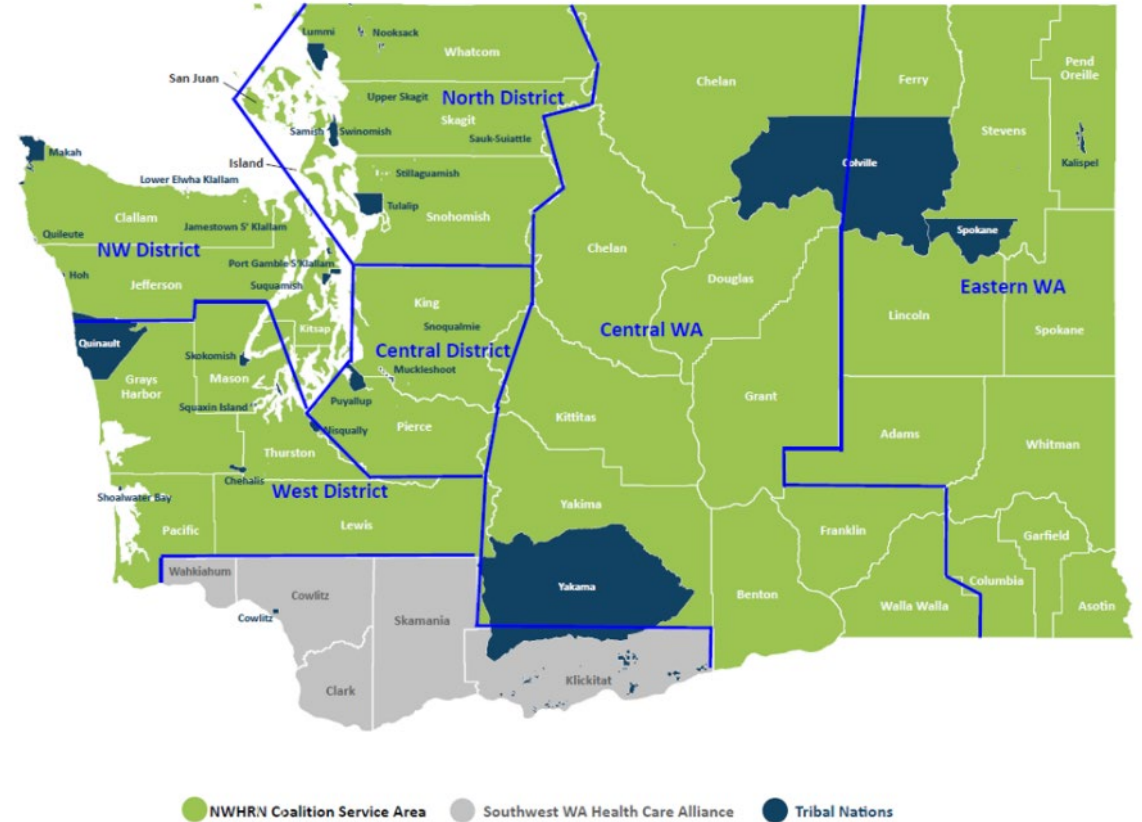 Lummi
Nooksack
Whatcom
Chelan
Ferry
Pend
Oreille
San Juan
Upper Skagit
North District
Skagit
Samish
Swinomish
Sauk-Suiattle
Stevens
Makah
Island
Colville
Kalispel
Lower Elwha Klallam
Stillaguamish
Tulalip
Clallam
Jamestown S' Klallam
Snohomish
Quileute
NW District
Port Gamble S'Klallam
Chelan
Spokane
Hoh
Jefferson
Suquamish
Douglas
Eastern WA
King
Lincoln
Quinault
Kitsap
Snoqualmie
Central WA
Spokane
Skokomish
Central District
Mason
Muckleshoot
Grays
Harbor
Squaxin Island
Puyallup
Kittitas
Grant
Nisqually
Pierce
Adams
Whitman
Thurston
Chehalis
West District
Shoalwater Bay
Yakima
Pacific
Lewis
Franklin
Garfield
Wahkiahum
Cowlitz
Yakama
Benton
Columbia
Walla Walla
Asotin
Cowlitz
Skamania
Clark
Klickitat
NWHRN Coalition Service Area
Southwest WA Health Care Alliance
Tribal Nations